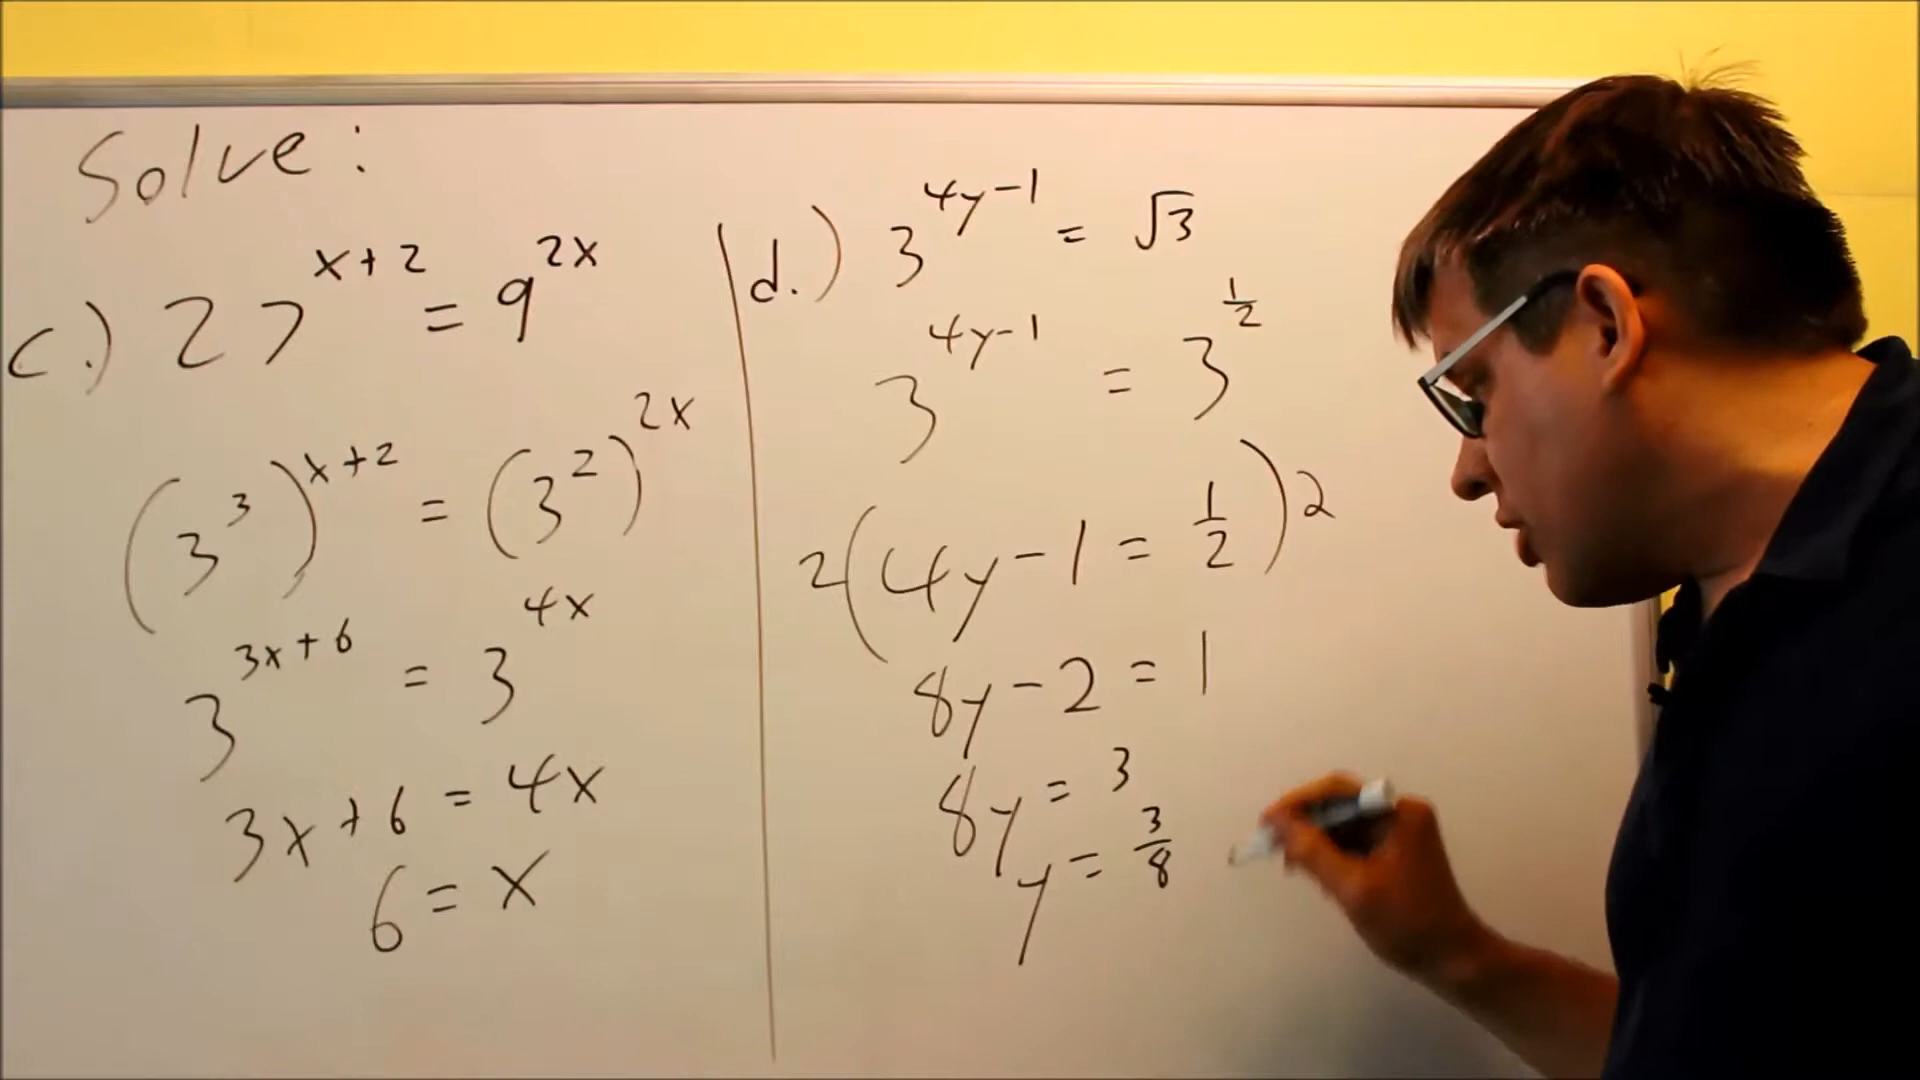 Solve:
c.) 27^{x+2} = 9^{2x}
(3^3)^{x+2} = (3^2)^{2x}
3^{3x+6} = 3^{4x}
3x+6 = 4x
6 = x
d.) 3^{4y-1} = √3
3^{4y-1} = 3^{1/2}
2(4y-1 = 1/2)2
8y-2 = 1
8y = 3
y = 3/8